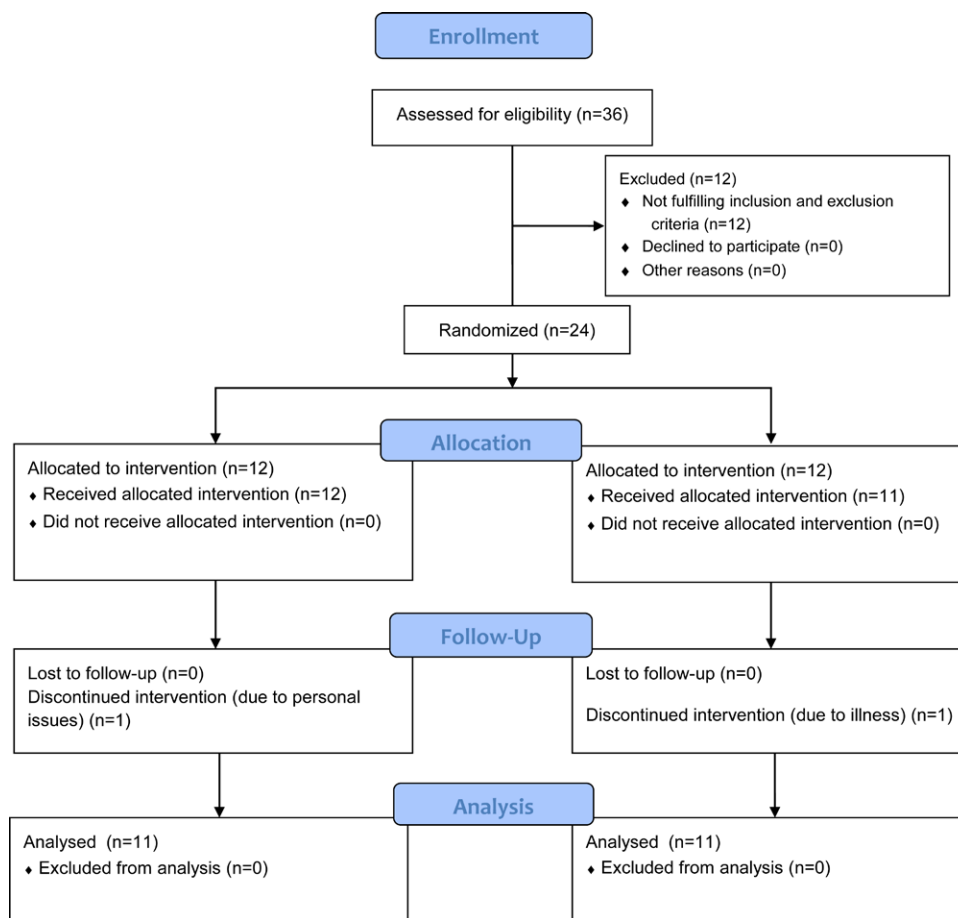 Enrollment
Assessed for eligibility (n=36)
Excluded (n=12)
♦ Not fulfilling inclusion and exclusion
criteria (n=12)
♦ Declined to participate (n=0)
♦ Other reasons (n=0)
Randomized (n=24)
Allocation
Allocated to intervention (n=12)
♦ Received allocated intervention (n=12)
♦ Did not receive allocated intervention (n=0)
Allocated to intervention (n=12)
♦ Received allocated intervention (n=11)
♦ Did not receive allocated intervention (n=0)
Follow-Up
Lost to follow-up (n=0)
Discontinued intervention (due to personal
issues) (n=1)
Lost to follow-up (n=0)
Discontinued intervention (due to illness) (n=1)
Analysis
Analysed (n=11)
♦ Excluded from analysis (n=0)
Analysed (n=11)
♦ Excluded from analysis (n=0)